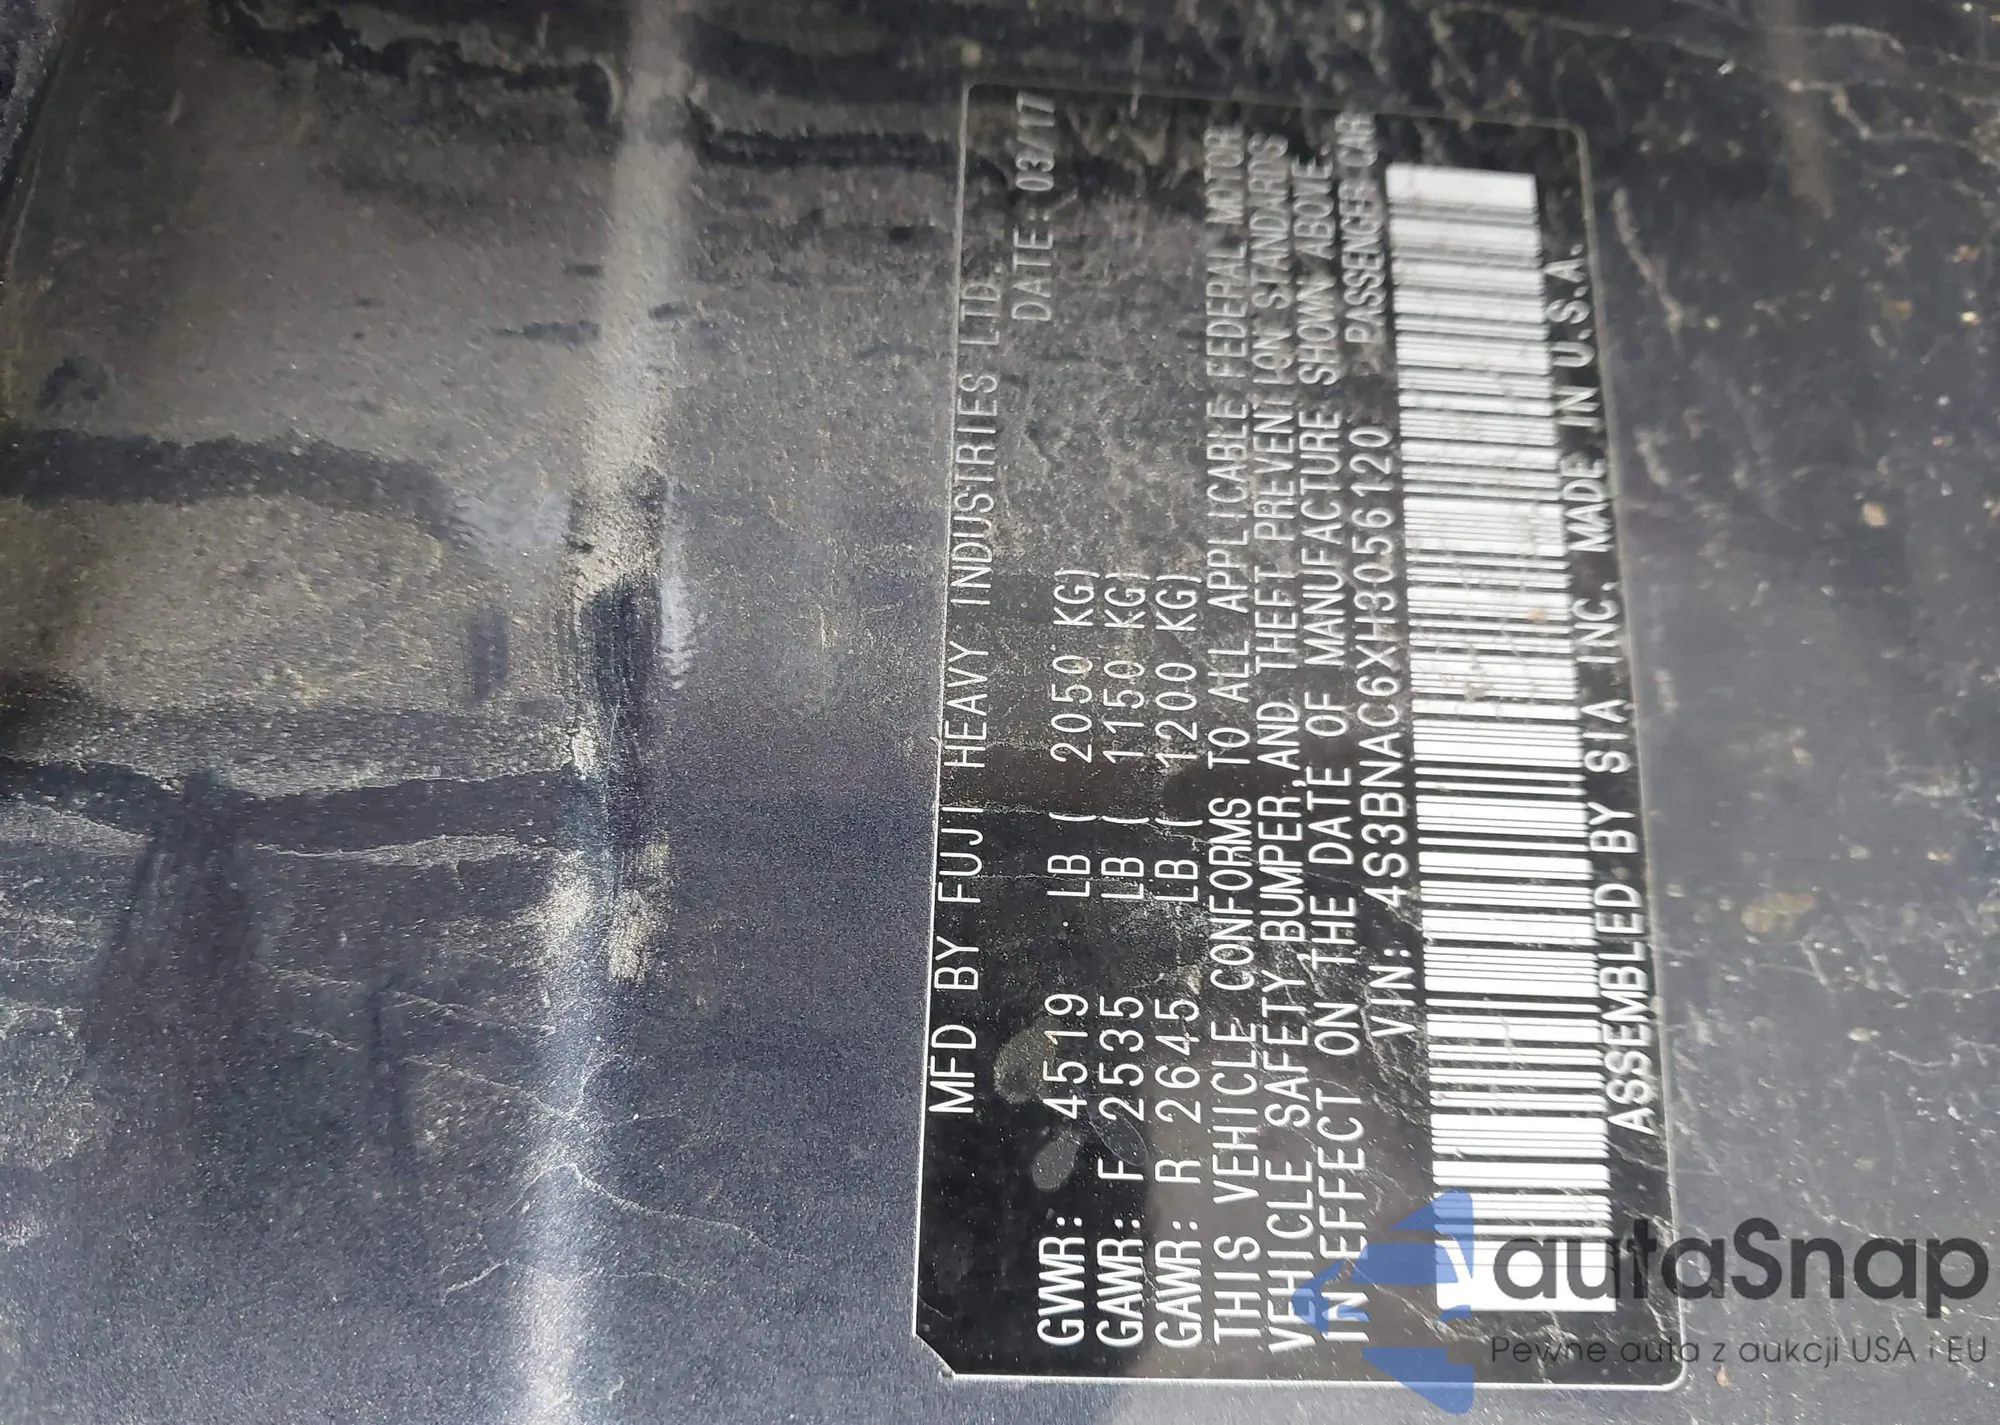 MFD BY FUJI HEAVY INDUSTRIES LTD.
DATE: 03/17
GVWR: 4519 LB ( 2050 KG)
GAWR: F 2535 LB ( 1150 KG)
GAWR: R 2645 LB ( 1200 KG)
THIS VEHICLE CONFORMS TO ALL APPLICABLE FEDERAL MOTOR
VEHICLE SAFETY, BUMPER, AND THEFT PREVENTION STANDARDS
IN EFFECT ON THE DATE OF MANUFACTURE SHOWN ABOVE.
VIN: 4S3BNAC6XH3056120 PASSENGER CAR
ASSEMBLED BY SIA INC. MADE IN U.S.A.
autaSnap
Pewne auta z aukcji USA i EU